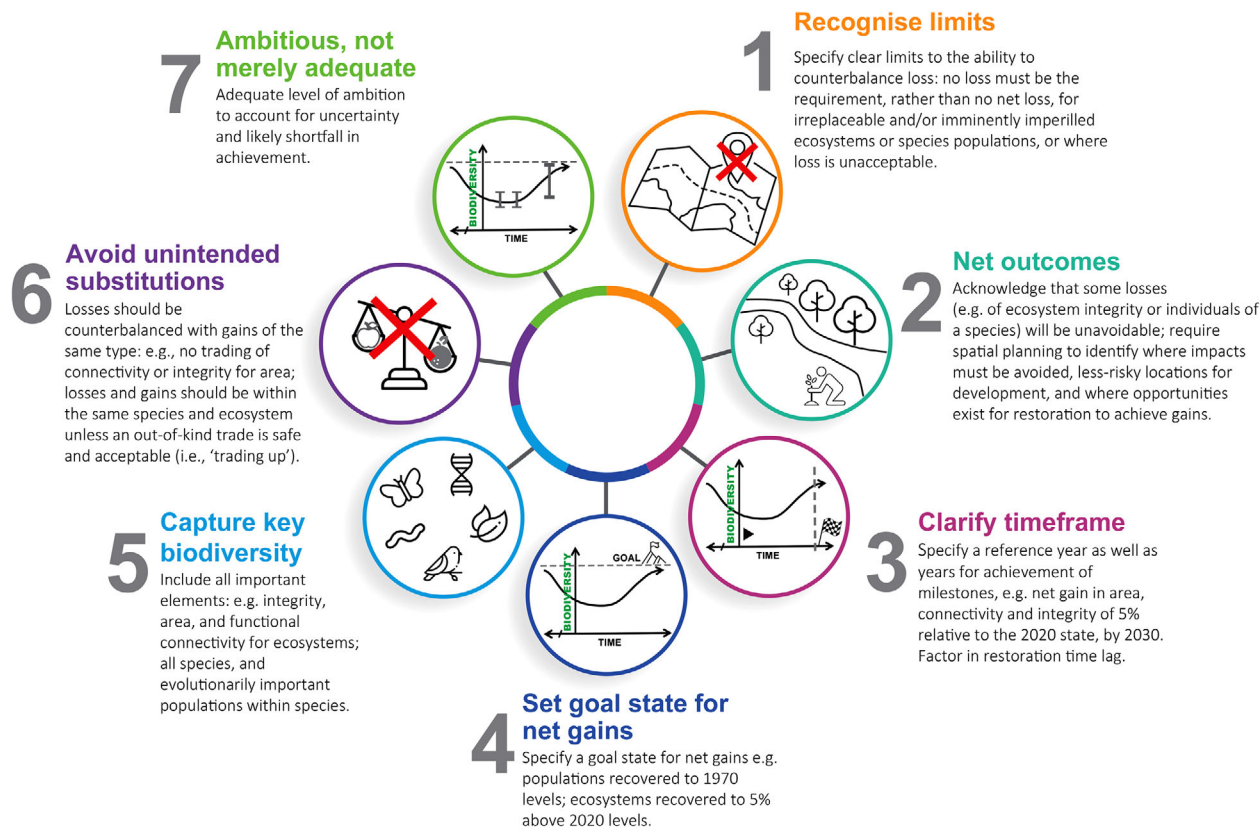 1
Recognise limits
Specify clear limits to the ability to
counterbalance loss: no loss must be the
requirement, rather than no net loss, for
irreplaceable and/or imminently imperilled
ecosystems or species populations, or where
loss is unacceptable.
2
Net outcomes
Acknowledge that some losses
(e.g. of ecosystem integrity or individuals of
a species) will be unavoidable; require
spatial planning to identify where impacts
must be avoided, less-risky locations for
development, and where opportunities
exist for restoration to achieve gains.
BIODIVERSITY
TIME
3
Clarify timeframe
Specify a reference year as well as
years for achievement of
milestones, e.g. net gain in area,
connectivity and integrity of 5%
relative to the 2020 state, by 2030.
Factor in restoration time lag.
GOAL
BIODIVERSITY
TIME
4
Set goal state for
net gains
Specify a goal state for net gains e.g.
populations recovered to 1970
levels; ecosystems recovered to 5%
above 2020 levels.
5
Capture key
biodiversity
Include all important
elements: e.g. integrity,
area, and functional
connectivity for ecosystems;
all species, and
evolutionarily important
populations within species.
6
Avoid unintended
substitutions
Losses should be
counterbalanced with gains of the
same type: e.g., no trading of
connectivity or integrity for area;
losses and gains should be within
the same species and ecosystem
unless an out-of-kind trade is safe
and acceptable (i.e., ‘trading up’).
7
Ambitious, not
merely adequate
Adequate level of ambition
to account for uncertainty
and likely shortfall in
achievement.
BIODIVERSITY
TIME